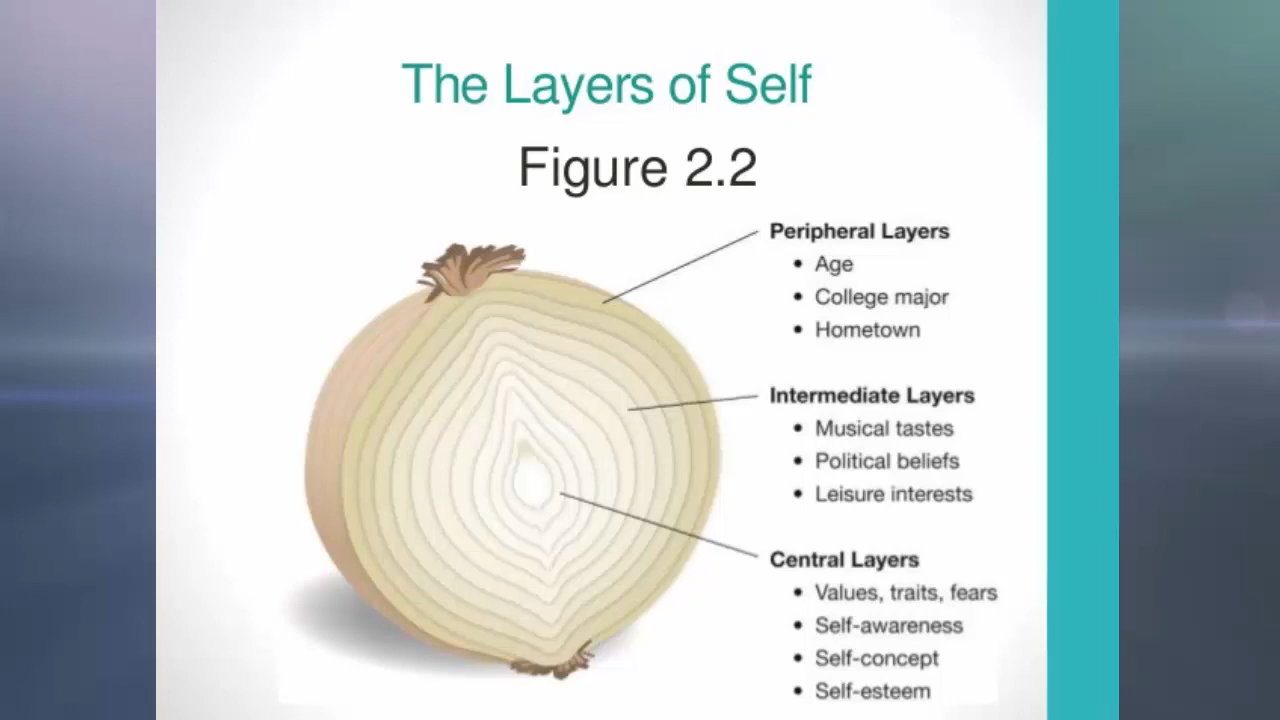 The Layers of Self
Figure 2.2
Peripheral Layers
• Age
• College major
• Hometown
Intermediate Layers
• Musical tastes
• Political beliefs
• Leisure interests
Central Layers
• Values, traits, fears
• Self-awareness
• Self-concept
• Self-esteem